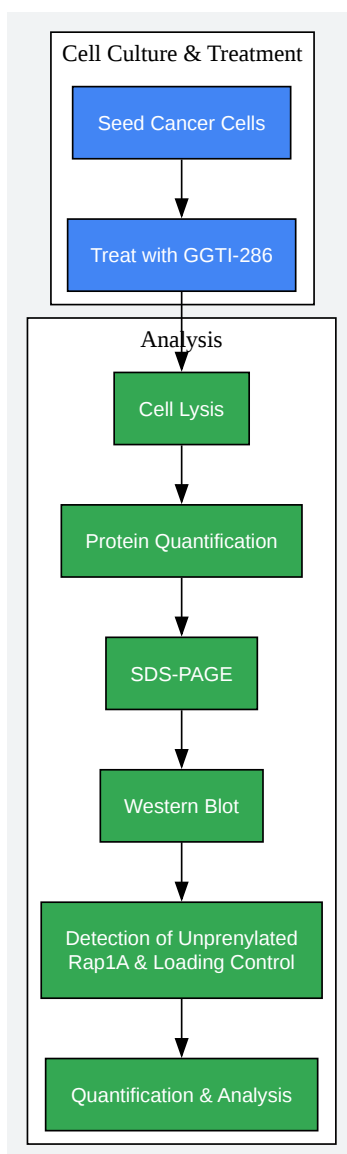 Cell Culture & Treatment
Seed Cancer Cells
Treat with GGTI-286
Analysis
Cell Lysis
Protein Quantification
SDS-PAGE
Western Blot
Detection of Unprenylated
Rap1A & Loading Control
Quantification & Analysis